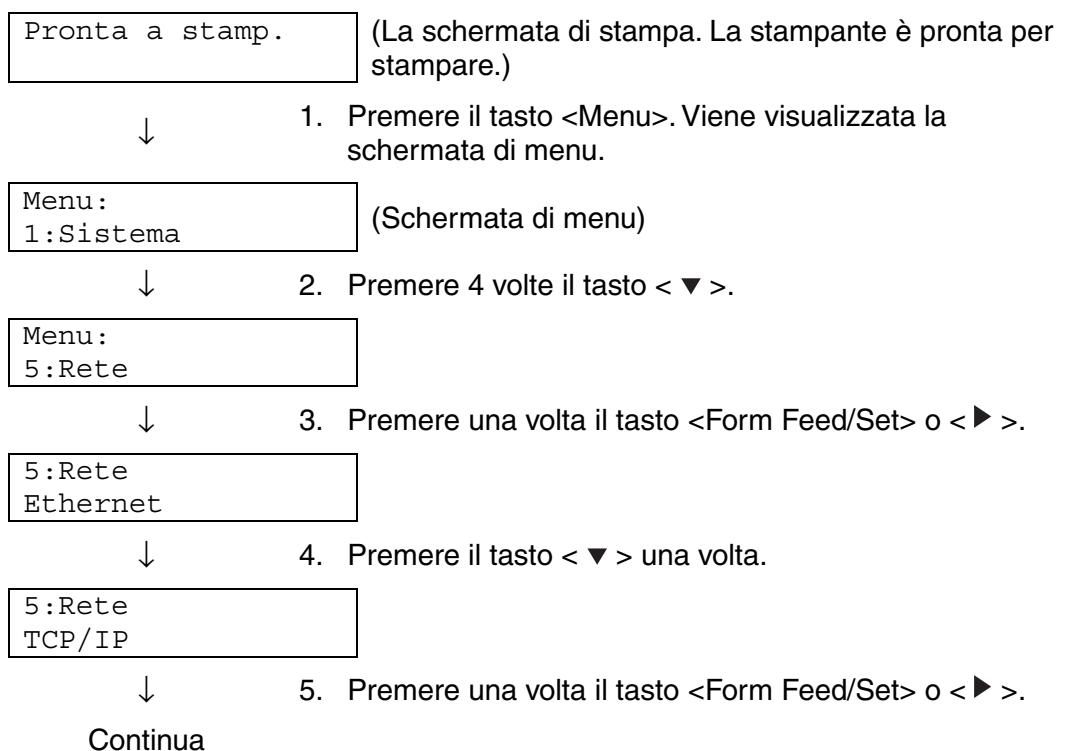 Pronta a stamp.
(La schermata di stampa. La stampante è pronta per
stampare.)
↓
1. Premere il tasto <Menu>. Viene visualizzata la
schermata di menu.
Menu:
1:Sistema
(Schermata di menu)
↓
2. Premere 4 volte il tasto < ▼ >.
Menu:
5:Rete
↓
3. Premere una volta il tasto <Form Feed/Set> o < ▶ >.
5:Rete
Ethernet
↓
4. Premere il tasto < ▼ > una volta.
5:Rete
TCP/IP
↓
5. Premere una volta il tasto <Form Feed/Set> o < ▶ >.
Continua